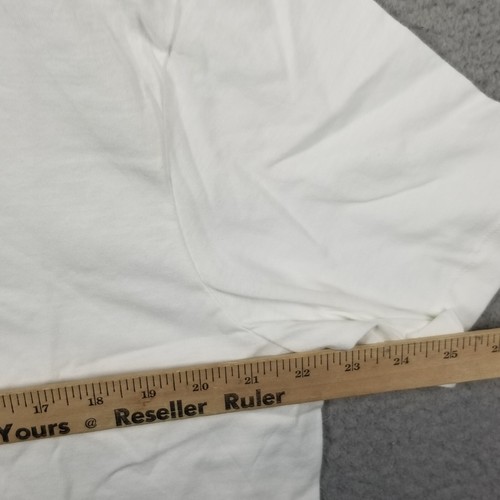 17 18 19 20 21 22 23 24 25
Yours @ Reseller Ruler